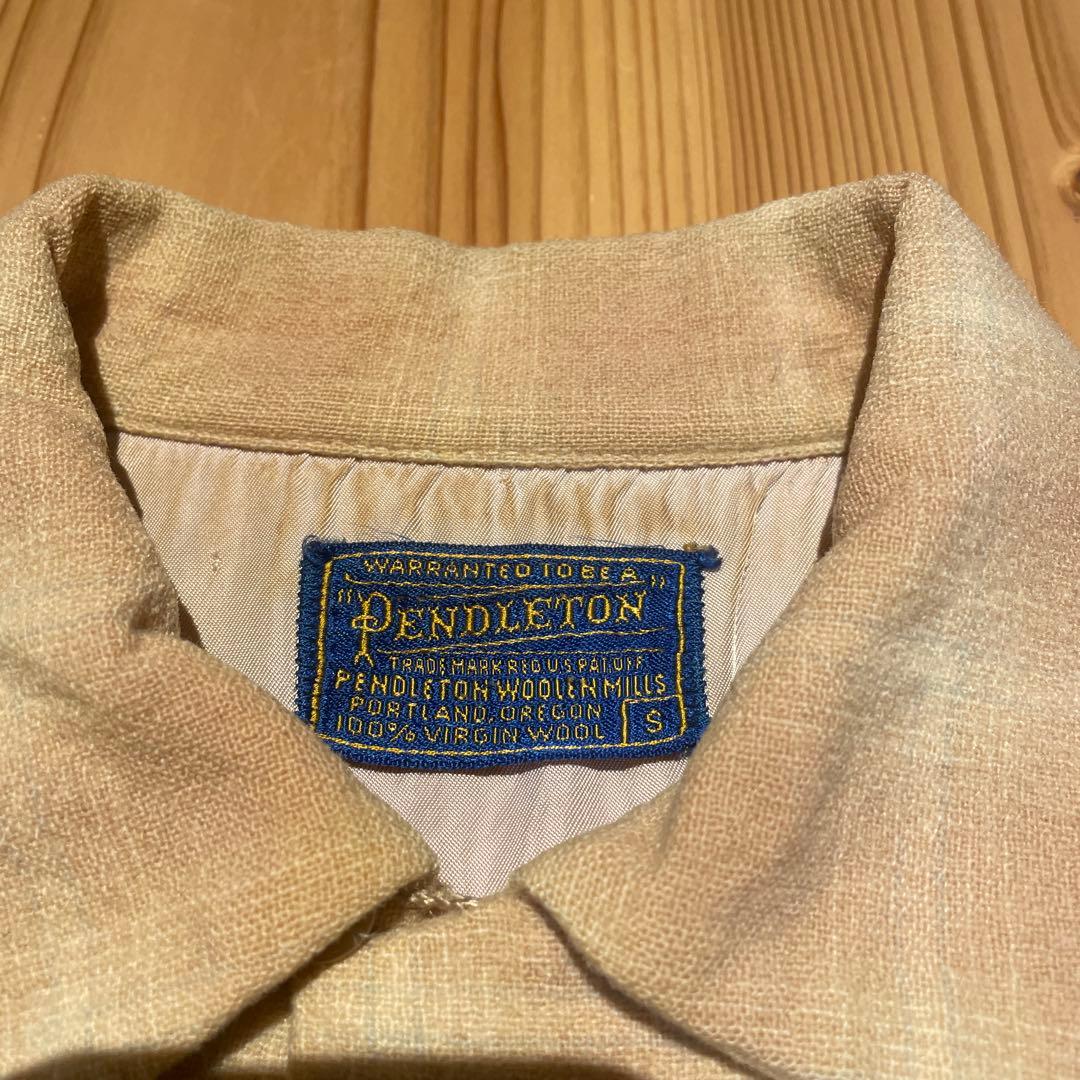 WARRANTED TO BE A
"PENDLETON"
TRADE MARK REG U.S. PAT. OFF.
PENDLETON WOOLEN MILLS
PORTLAND, OREGON
100% VIRGIN WOOL
S